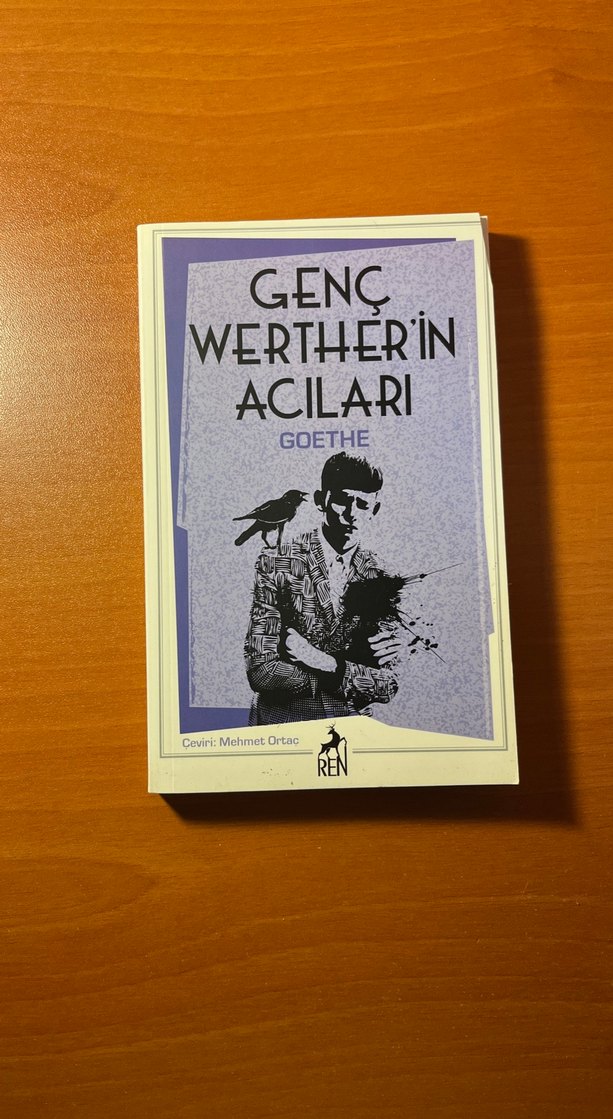 GENÇ
WERTHER'İN
ACILARI
GOETHE
Çeviri: Mehmet Ortaç
REN